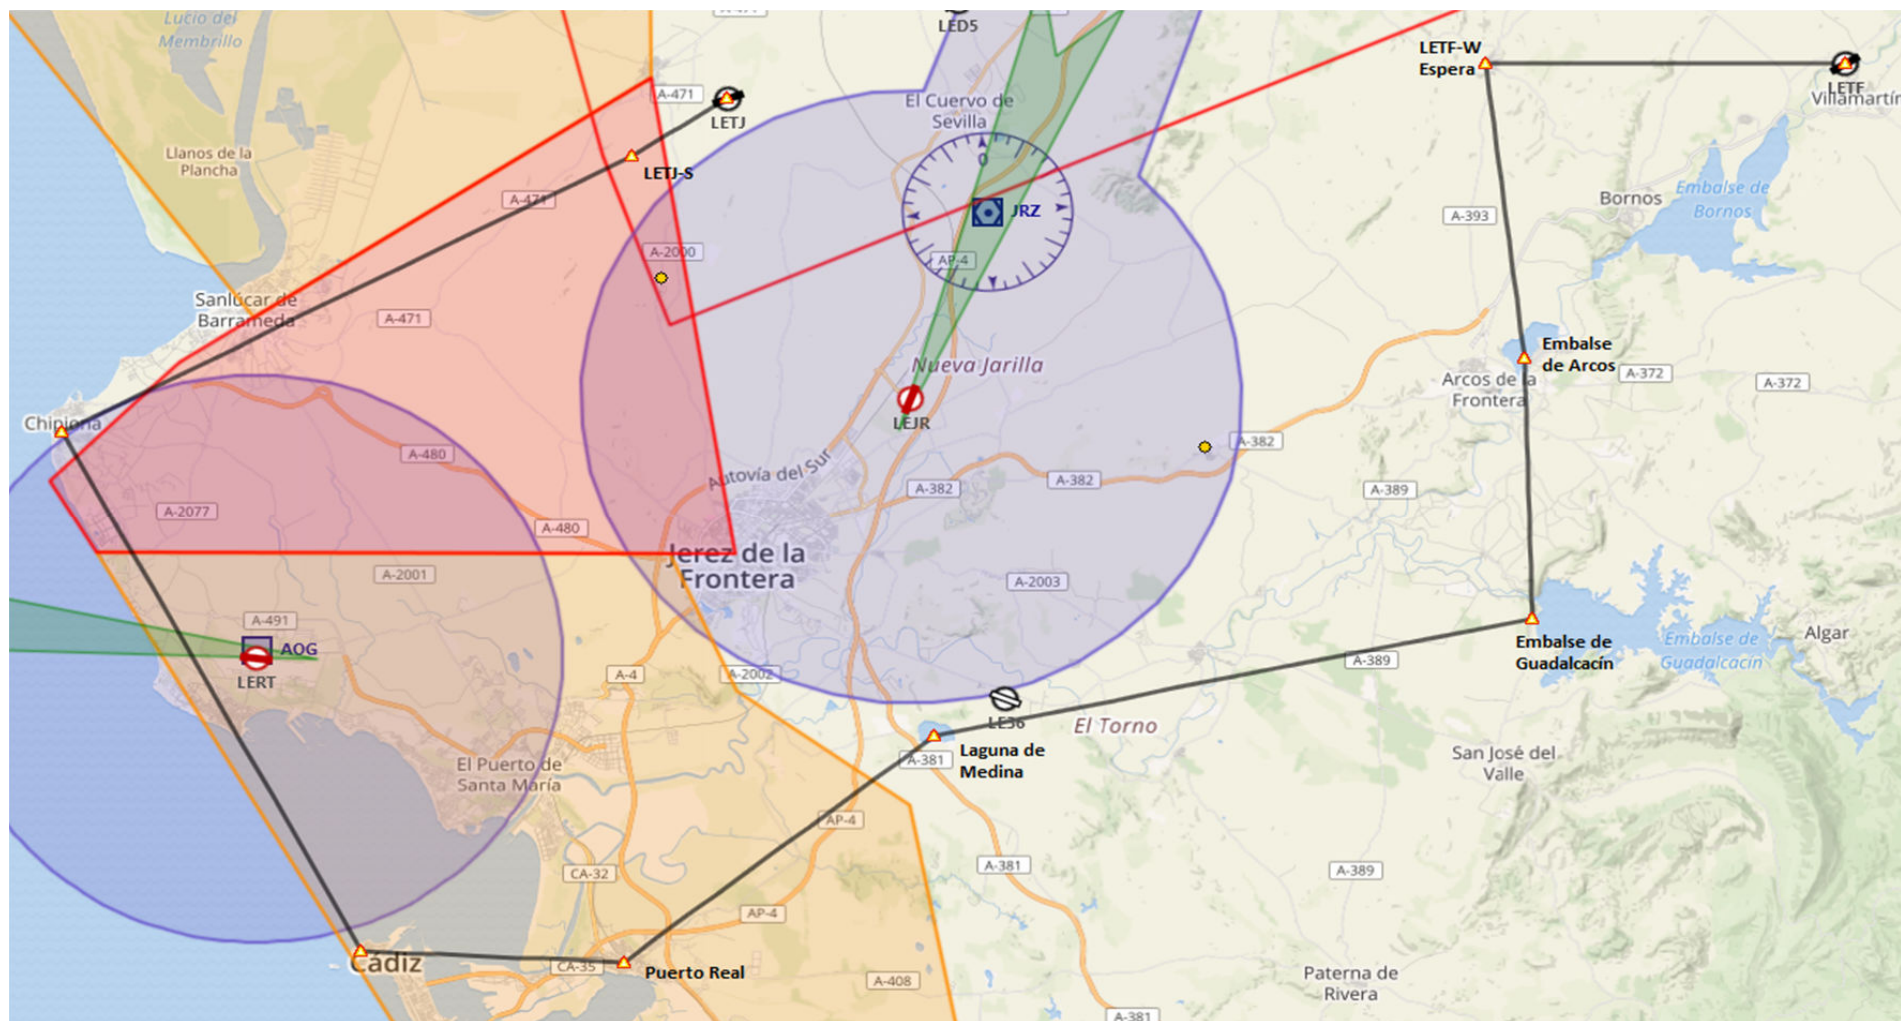 Lucio del
Membrillo
A-471
LED5
LETF-W
Espera
LETF
Villamartín
A-471
LETJ
El Cuervo de
Sevilla
0
Llanos de la
Plancha
LETJ-S
A-471
Bornos
Embalse de
Bornos
JRZ
A-393
A-2000
AP-4
Sanlúcar de
Barrameda
A-471
Embalse
de Arcos
Nueva Jarilla
Arcos de la
Frontera
A-372
A-372
Chipiona
LEJR
A-382
A-480
Autovía del Sur
A-382
A-382
A-389
A-2077
A-480
Jerez de la
Frontera
A-2001
A-2003
A-491
AOG
LERT
Embalse de
Guadalcacín
Embalse de
Guadalcacín
Algar
A-389
A-4
A-2002
LE36
El Torno
Laguna de
Medina
A-381
San José del
Valle
El Puerto de
Santa María
AP-4
A-381
CA-32
A-389
AP-4
Cádiz
CA-35
Puerto Real
A-408
Paterna de
Rivera
A-381